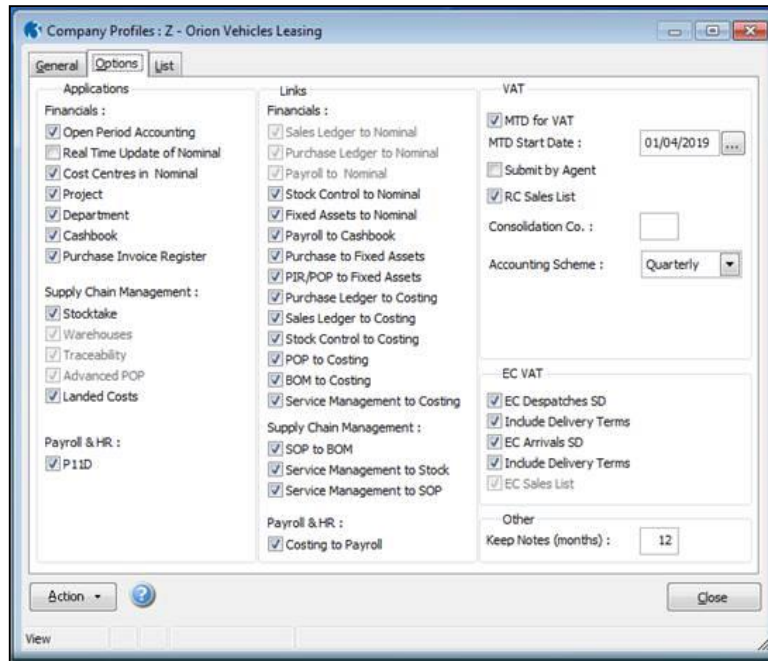 Company Profiles : Z - Orion Vehicles Leasing
General Options List
Applications
Financials :
Open Period Accounting
Real Time Update of Nominal
Cost Centres in Nominal
Project
Department
Cashbook
Purchase Invoice Register
Supply Chain Management :
Stocktake
Warehouses
Traceability
Advanced POP
Landed Costs
Payroll & HR :
P11D
Links
Financials :
Sales Ledger to Nominal
Purchase Ledger to Nominal
Payroll to Nominal
Stock Control to Nominal
Fixed Assets to Nominal
Payroll to Cashbook
Purchase to Fixed Assets
PIR/POP to Fixed Assets
Purchase Ledger to Costing
Sales Ledger to Costing
Stock Control to Costing
POP to Costing
BOM to Costing
Service Management to Costing
Supply Chain Management :
SOP to BOM
Service Management to Stock
Service Management to SOP
Payroll & HR :
Costing to Payroll
VAT
MTD for VAT
MTD Start Date : 01/04/2019 ...
Submit by Agent
RC Sales List
Consolidation Co. :
Accounting Scheme : Quarterly
EC VAT
EC Despatches SD
Include Delivery Terms
EC Arrivals SD
Include Delivery Terms
EC Sales List
Other
Keep Notes (months) : 12
Action ? Close
View